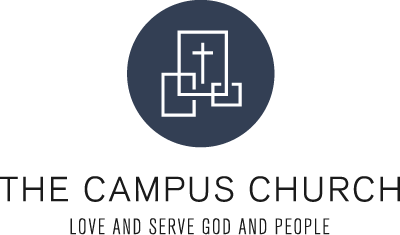 THE CAMPUS CHURCH
LOVE AND SERVE GOD AND PEOPLE